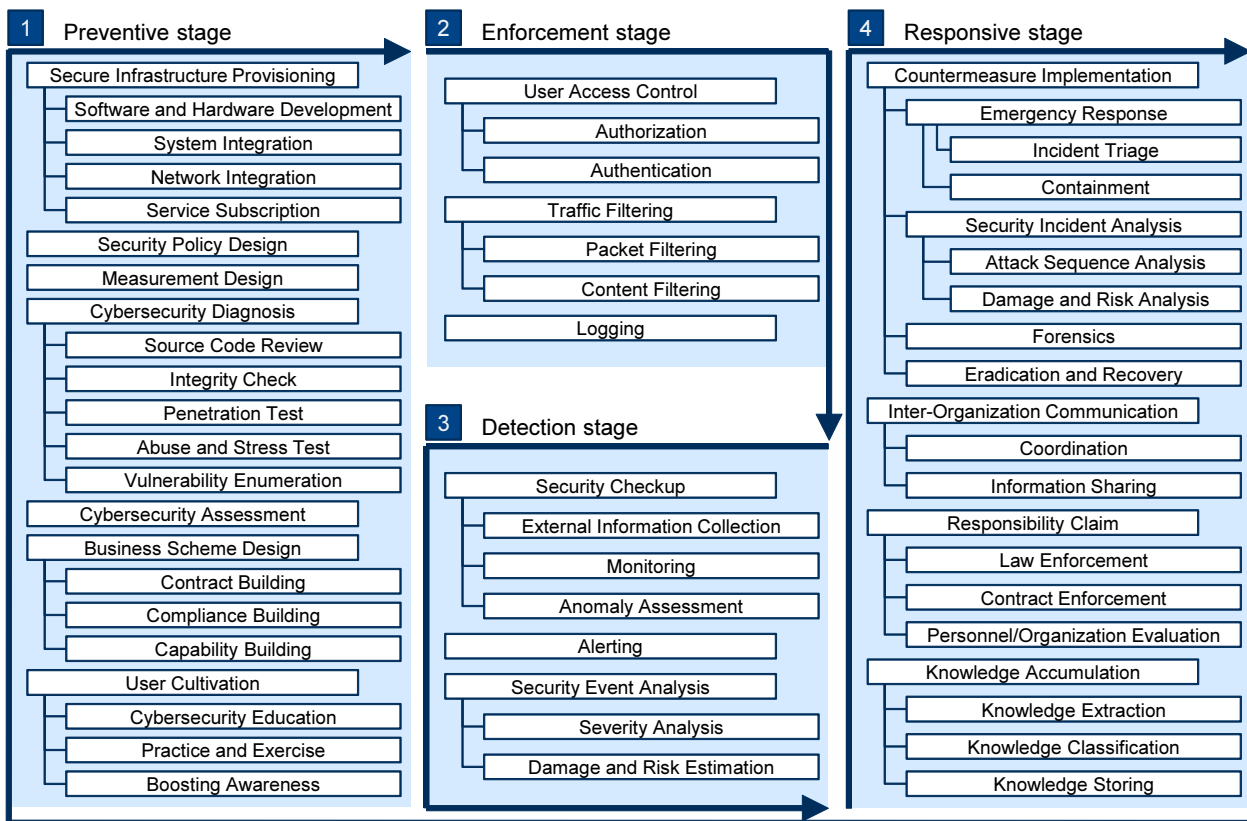 1 Preventive stage
Secure Infrastructure Provisioning
Software and Hardware Development
System Integration
Network Integration
Service Subscription
Security Policy Design
Measurement Design
Cybersecurity Diagnosis
Source Code Review
Integrity Check
Penetration Test
Abuse and Stress Test
Vulnerability Enumeration
Cybersecurity Assessment
Business Scheme Design
Contract Building
Compliance Building
Capability Building
User Cultivation
Cybersecurity Education
Practice and Exercise
Boosting Awareness
2 Enforcement stage
User Access Control
Authorization
Authentication
Traffic Filtering
Packet Filtering
Content Filtering
Logging
3 Detection stage
Security Checkup
External Information Collection
Monitoring
Anomaly Assessment
Alerting
Security Event Analysis
Severity Analysis
Damage and Risk Estimation
4 Responsive stage
Countermeasure Implementation
Emergency Response
Incident Triage
Containment
Security Incident Analysis
Attack Sequence Analysis
Damage and Risk Analysis
Forensics
Eradication and Recovery
Inter-Organization Communication
Coordination
Information Sharing
Responsibility Claim
Law Enforcement
Contract Enforcement
Personnel/Organization Evaluation
Knowledge Accumulation
Knowledge Extraction
Knowledge Classification
Knowledge Storing